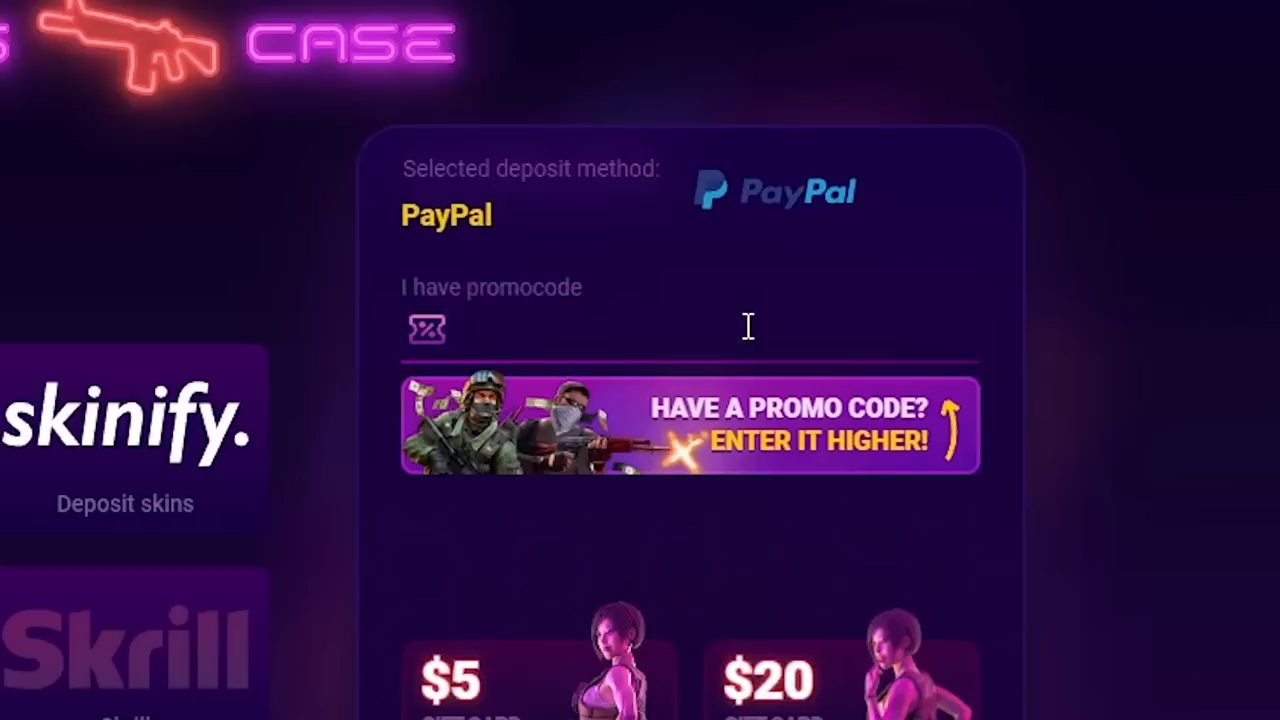 CASE
Selected deposit method:
PayPal
PayPal
I have promocode
HAVE A PROMO CODE?
ENTER IT HIGHER!
skinify.
Deposit skins
Skrill
$5
$20